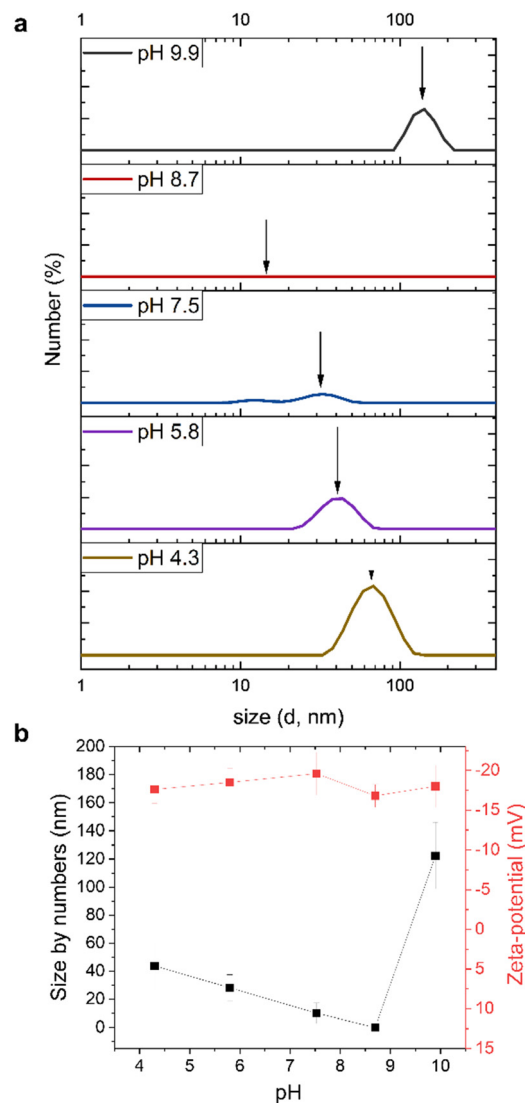 a
1 10 100
pH 9.9
pH 8.7
pH 7.5
pH 5.8
pH 4.3
Number (%)
1 10 100
size (d, nm)
b
200
180
160
140
120
100
80
60
40
20
0
Size by numbers (nm)
-20
-15
-10
-5
0
5
10
15
Zeta-potential (mV)
4 5 6 7 8 9 10
pH